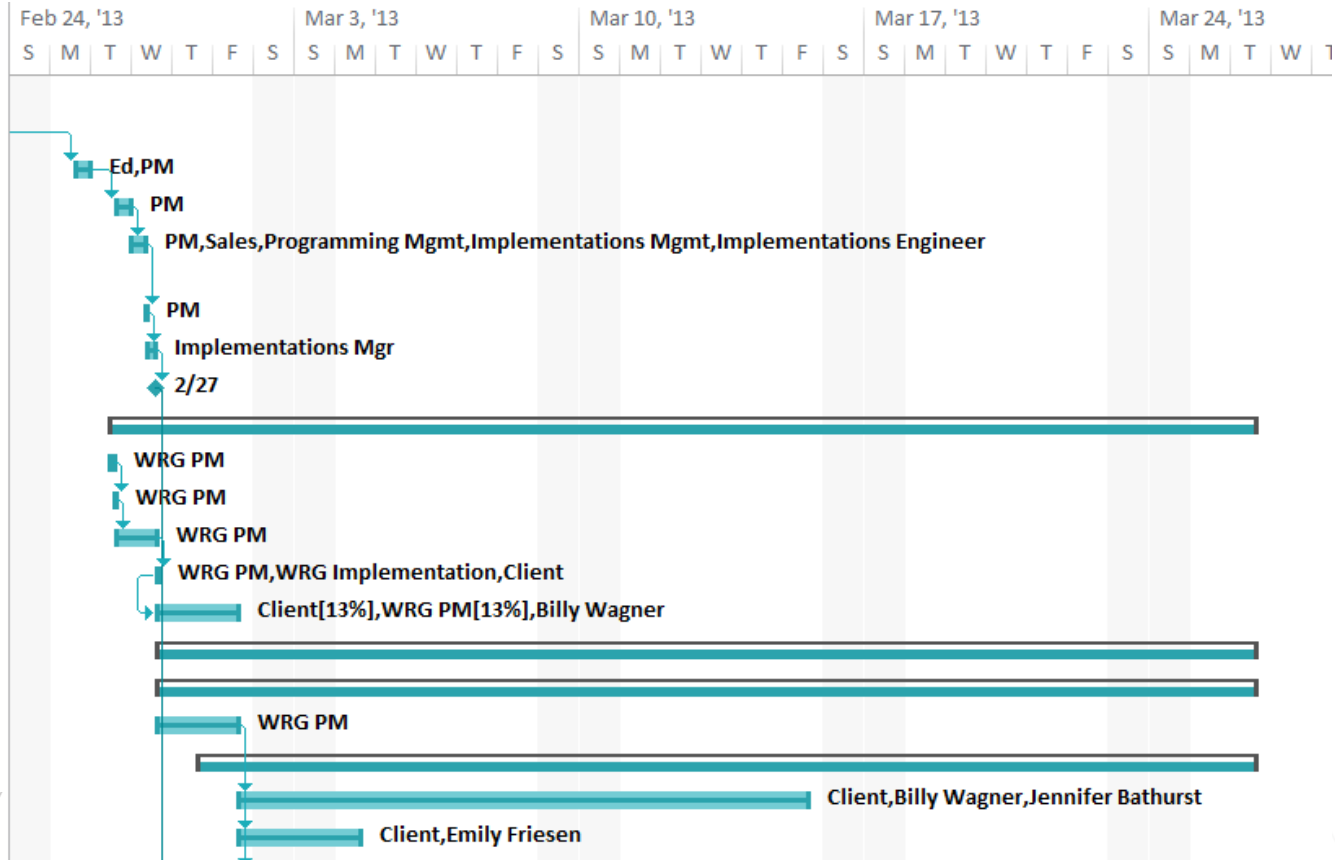 Feb 24, '13 Mar 3, '13 Mar 10, '13 Mar 17, '13 Mar 24, '13
S M T W T F S S M T W T F S S M T W T F S S M T W T F S S M T W T
Ed,PM
PM
PM,Sales,Programming Mgmt,Implementations Mgmt,Implementations Engineer
PM
Implementations Mgr
2/27
WRG PM
WRG PM
WRG PM
WRG PM,WRG Implementation,Client
Client[13%],WRG PM[13%],Billy Wagner
WRG PM
Client,Billy Wagner,Jennifer Bathurst
Client,Emily Friesen